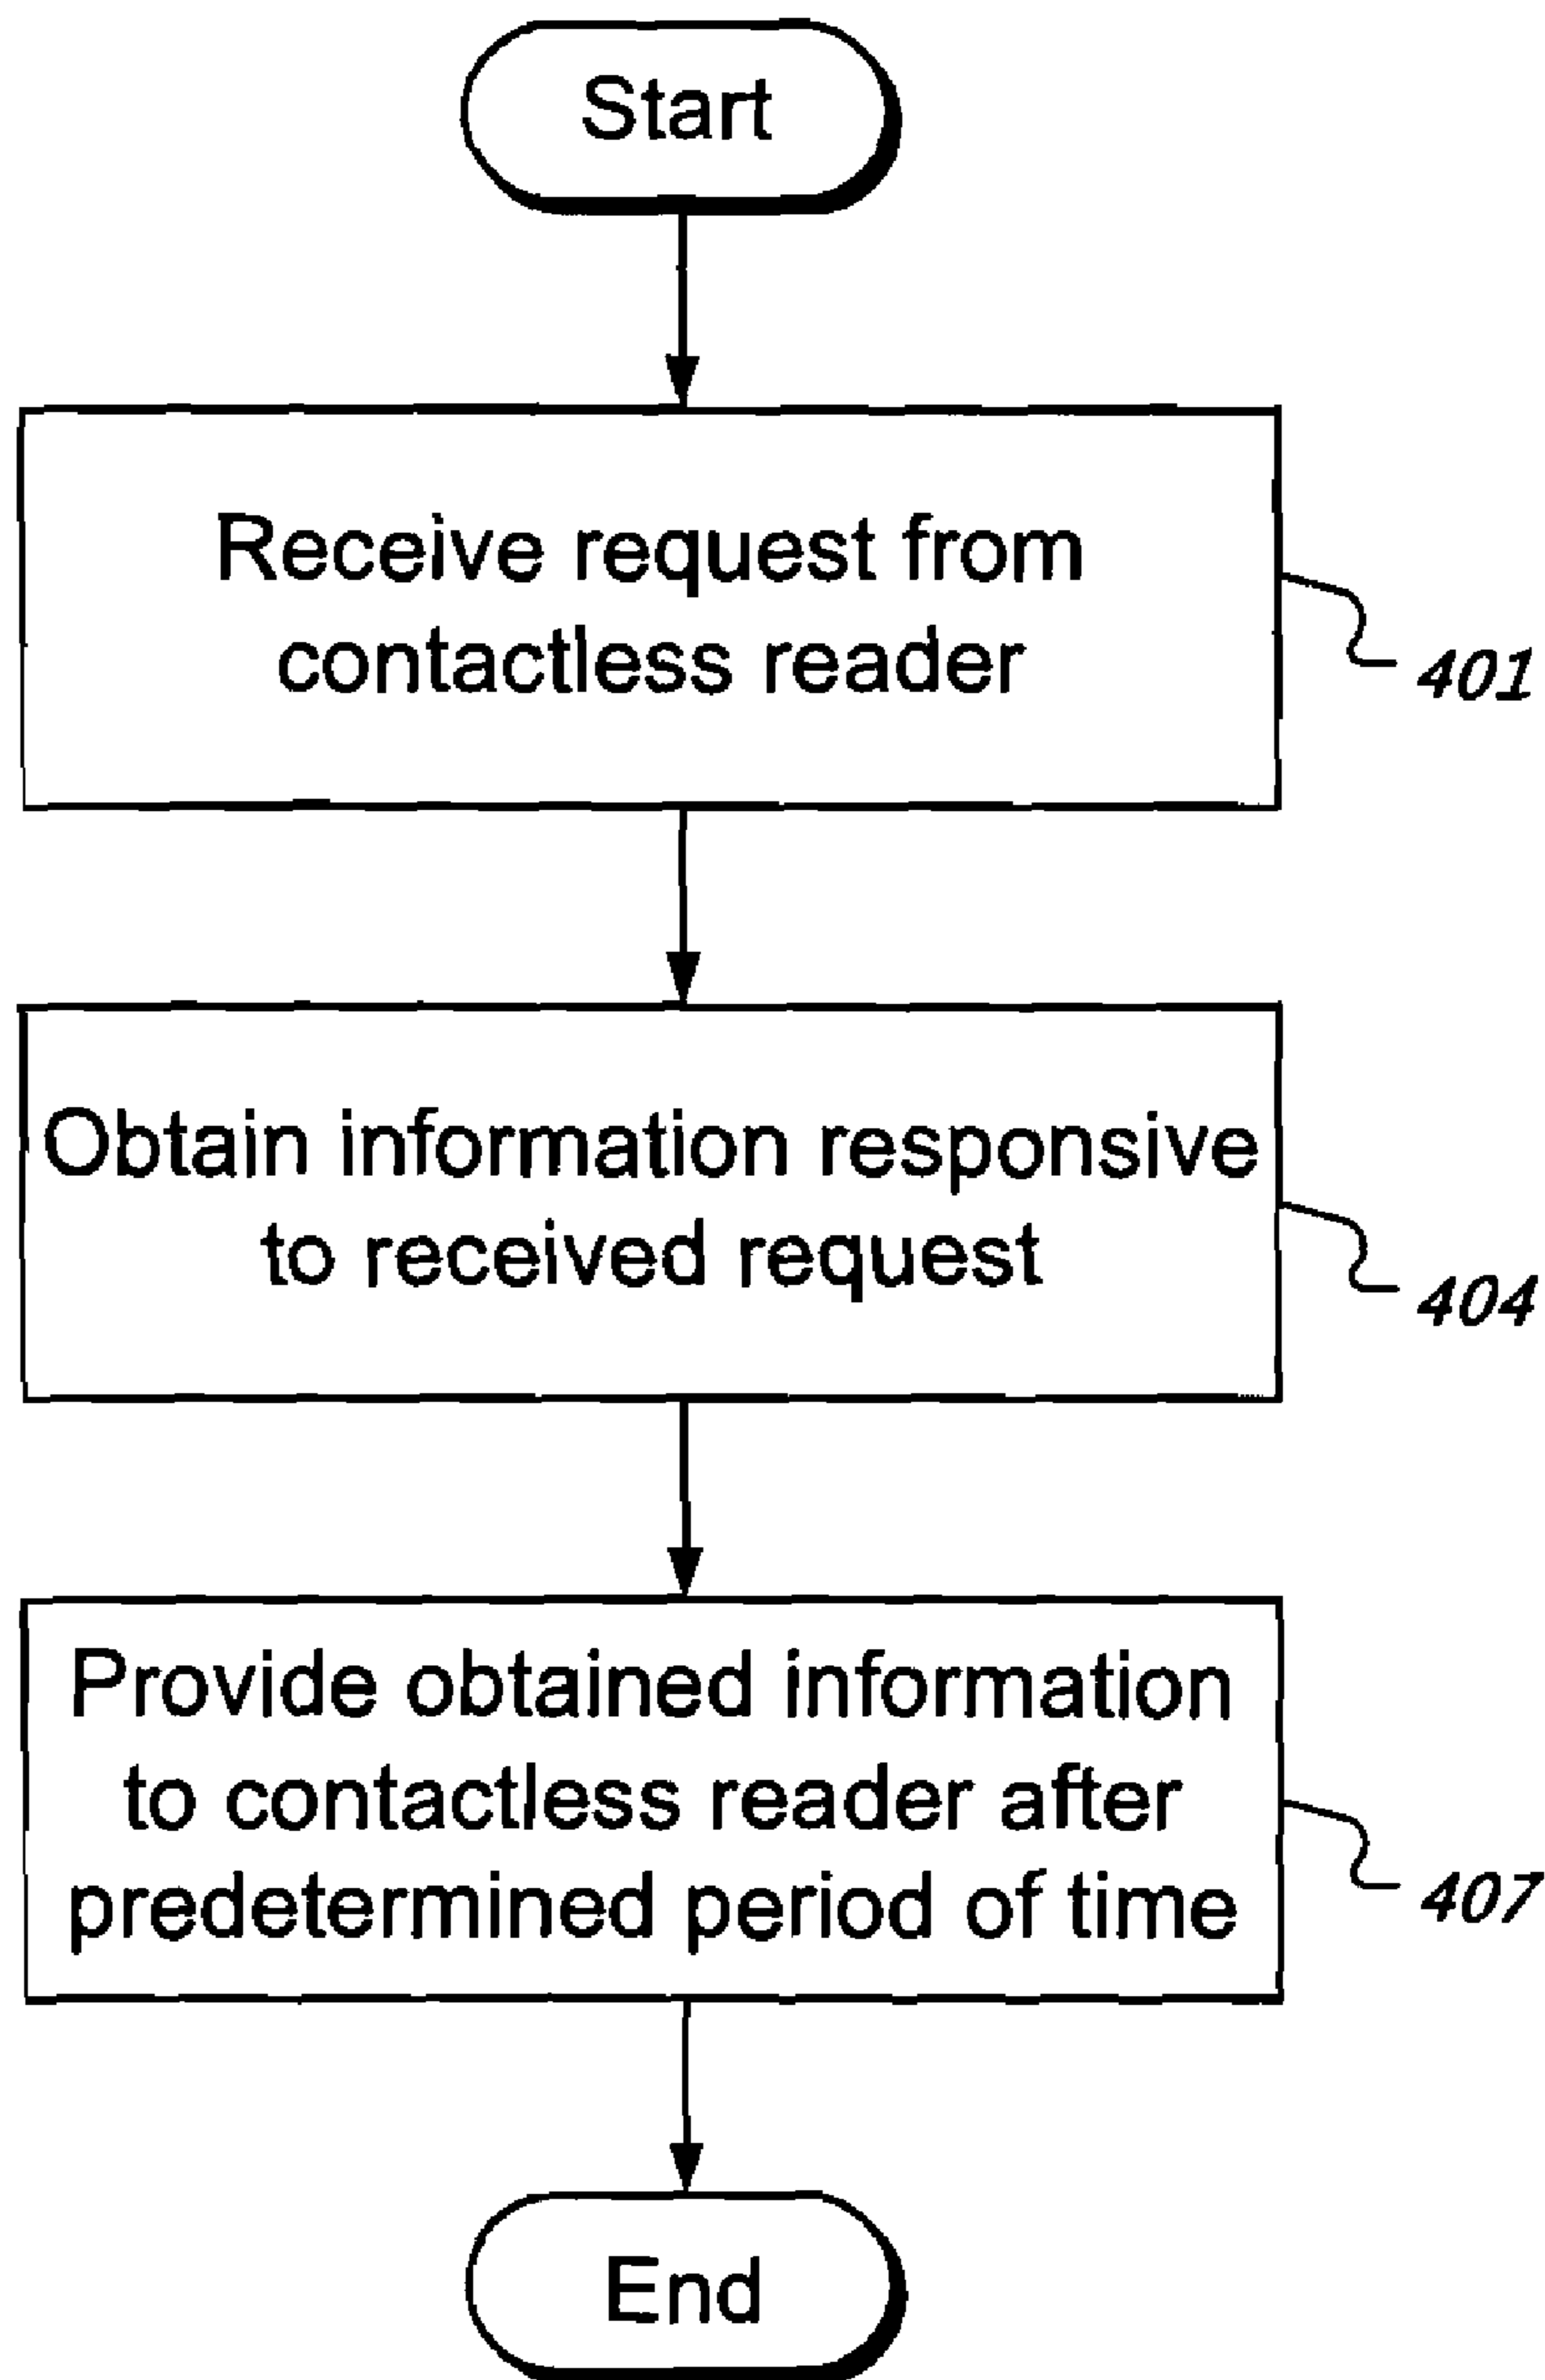 Start
Receive request from
contactless reader
401
Obtain information responsive
to received request
404
Provide obtained information
to contactless reader after
predetermined period of time
407
End